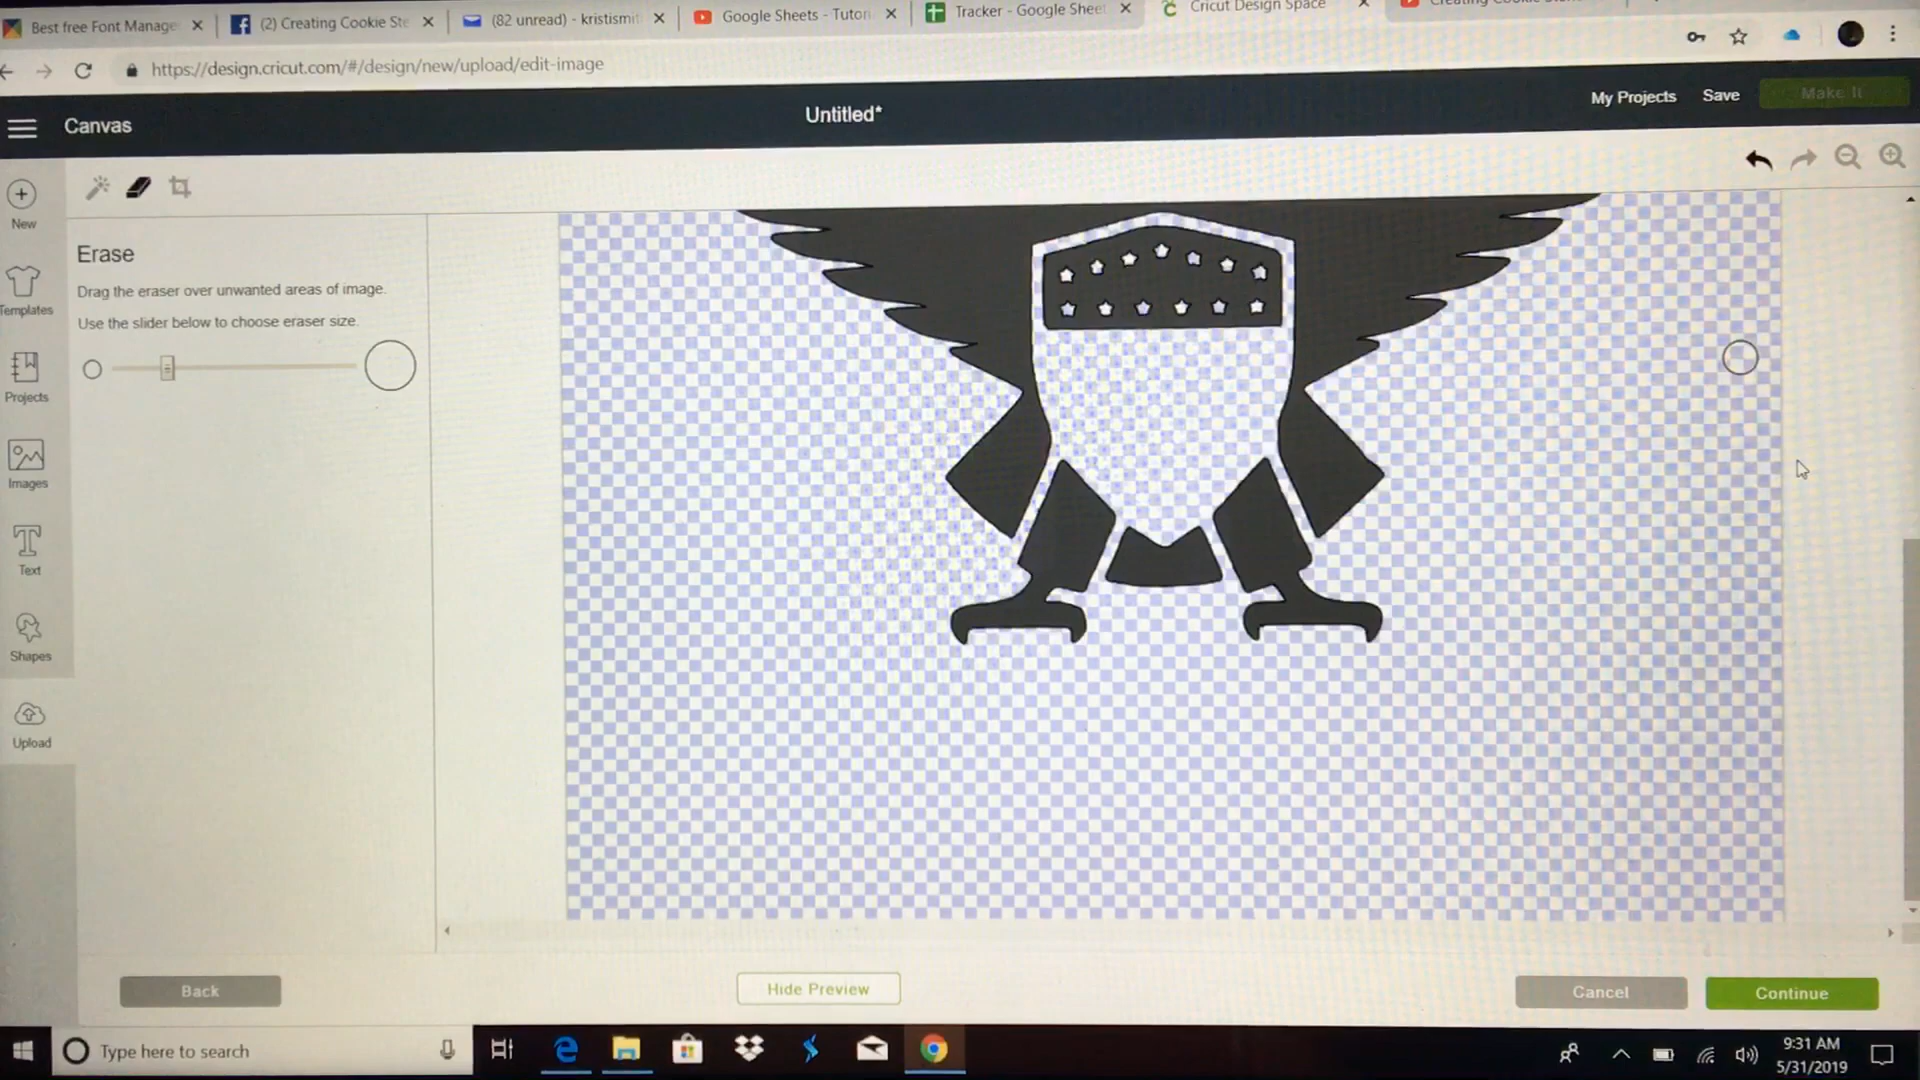 Best free Font Manage
(2) Creating Cookie Ste
(82 unread) - kristismit
Google Sheets - Tutori
Tracker - Google Sheet
Cricut Design Space
https://design.cricut.com/#/design/new/upload/edit-image
Canvas
Untitled*
My Projects
Save
Make It
New
Templates
Projects
Images
Text
Shapes
Upload
Erase
Drag the eraser over unwanted areas of image.
Use the slider below to choose eraser size.
Back
Hide Preview
Cancel
Continue
Type here to search
9:31 AM
5/31/2019